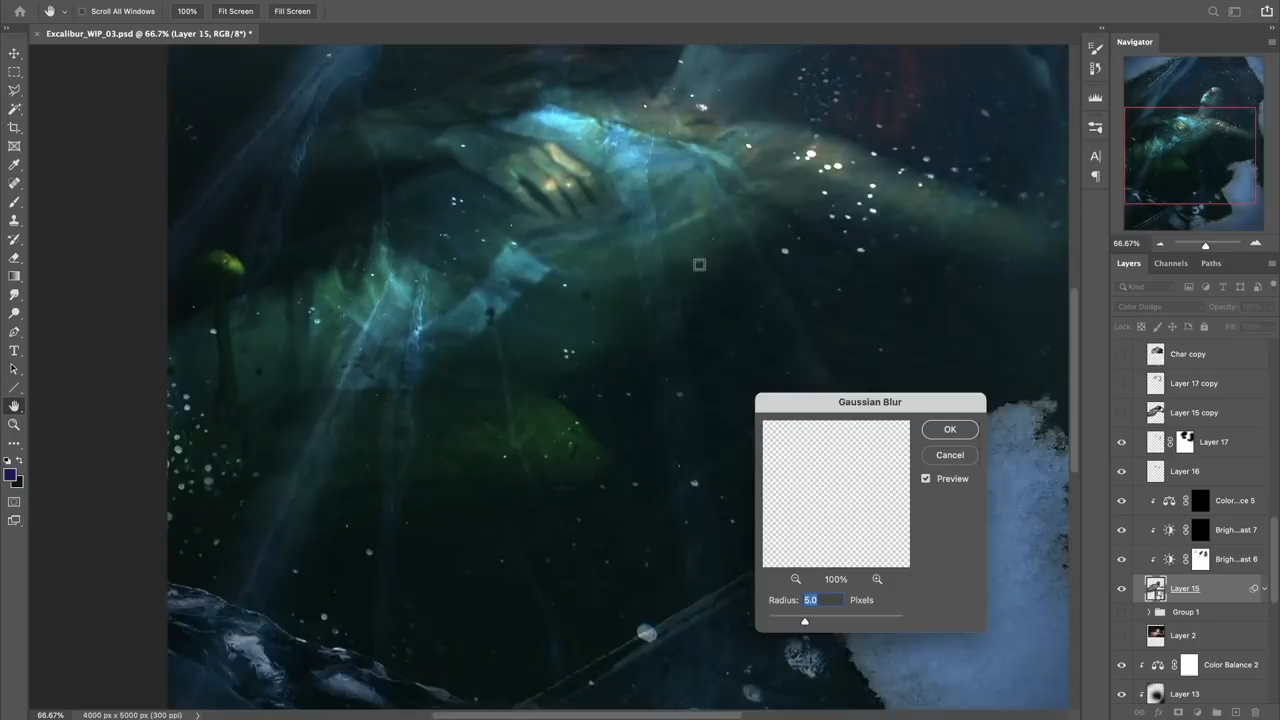 Scroll All Windows
100%
Fit Screen
Fill Screen
× Excalibur_WIP_03.psd @ 66.7% (Layer 15, RGB/8*) *
Navigator
66.67%
Layers
Channels
Paths
Kind
Color Dodge
Opacity: 100%
Lock:
Fill: 100%
Char copy
Layer 17 copy
Layer 15 copy
Layer 17
Layer 16
Color...ce 5
Brigh...ast 7
Brigh...ast 6
Layer 15
Group 1
Layer 2
Color Balance 2
Layer 13
Gaussian Blur
OK
Cancel
Preview
100%
Radius: 5.0 Pixels
66.67%
4000 px x 5000 px (300 ppi)